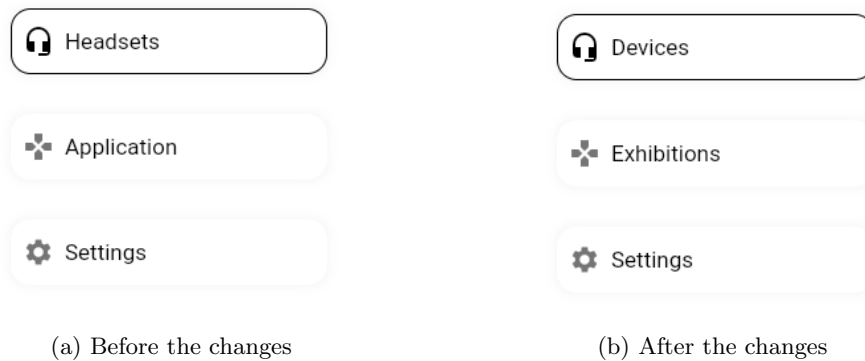 Headsets
Application
Settings
(a) Before the changes
Devices
Exhibitions
Settings
(b) After the changes